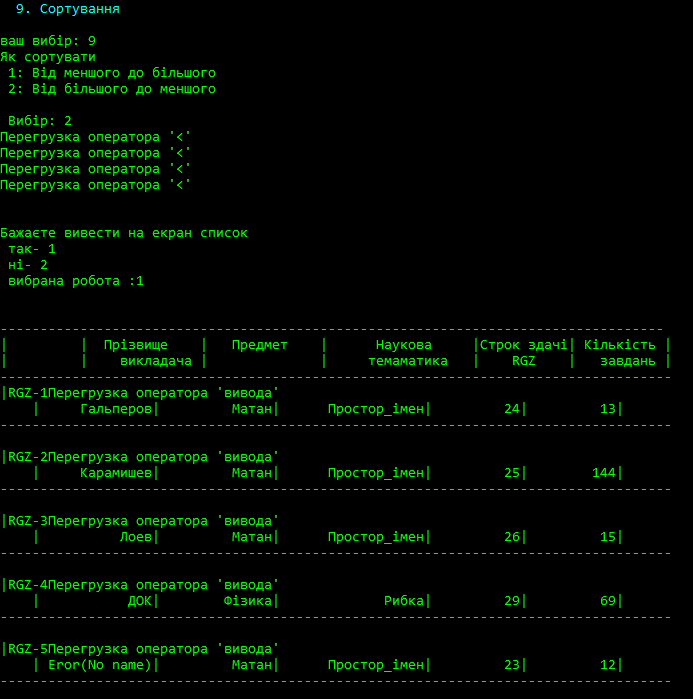 9. Сортування
ваш вибір: 9
Як сортувати
1: Від меншого до більшого
2: Від більшого до меншого
Вибір: 2
Перегрузка оператора '<'
Перегрузка оператора '<'
Перегрузка оператора '<'
Перегрузка оператора '<'
Бажаєте вивести на екран список
так- 1
ні- 2
вибрана робота :1
-----------------------------------------------------------------------------------
| | Прізвище | Предмет | Наукова |Строк здачі| Кількість |
| | викладача | | темаматика | RGZ | завдань |
------------------------------------------------------------------------------------
|RGZ-1Перегрузка оператора 'вивода'
| Гальперов| Матан| Простор_імен| 24| 13|
------------------------------------------------------------------------------------
|RGZ-2Перегрузка оператора 'вивода'
| Карамишев| Матан| Простор_імен| 25| 144|
------------------------------------------------------------------------------------
|RGZ-3Перегрузка оператора 'вивода'
| Лоев| Матан| Простор_імен| 26| 15|
------------------------------------------------------------------------------------
|RGZ-4Перегрузка оператора 'вивода'
| ДОК| Фізика| Рибка| 29| 69|
------------------------------------------------------------------------------------
|RGZ-5Перегрузка оператора 'вивода'
| Eror(No name)| Матан| Простор_імен| 23| 12|
------------------------------------------------------------------------------------